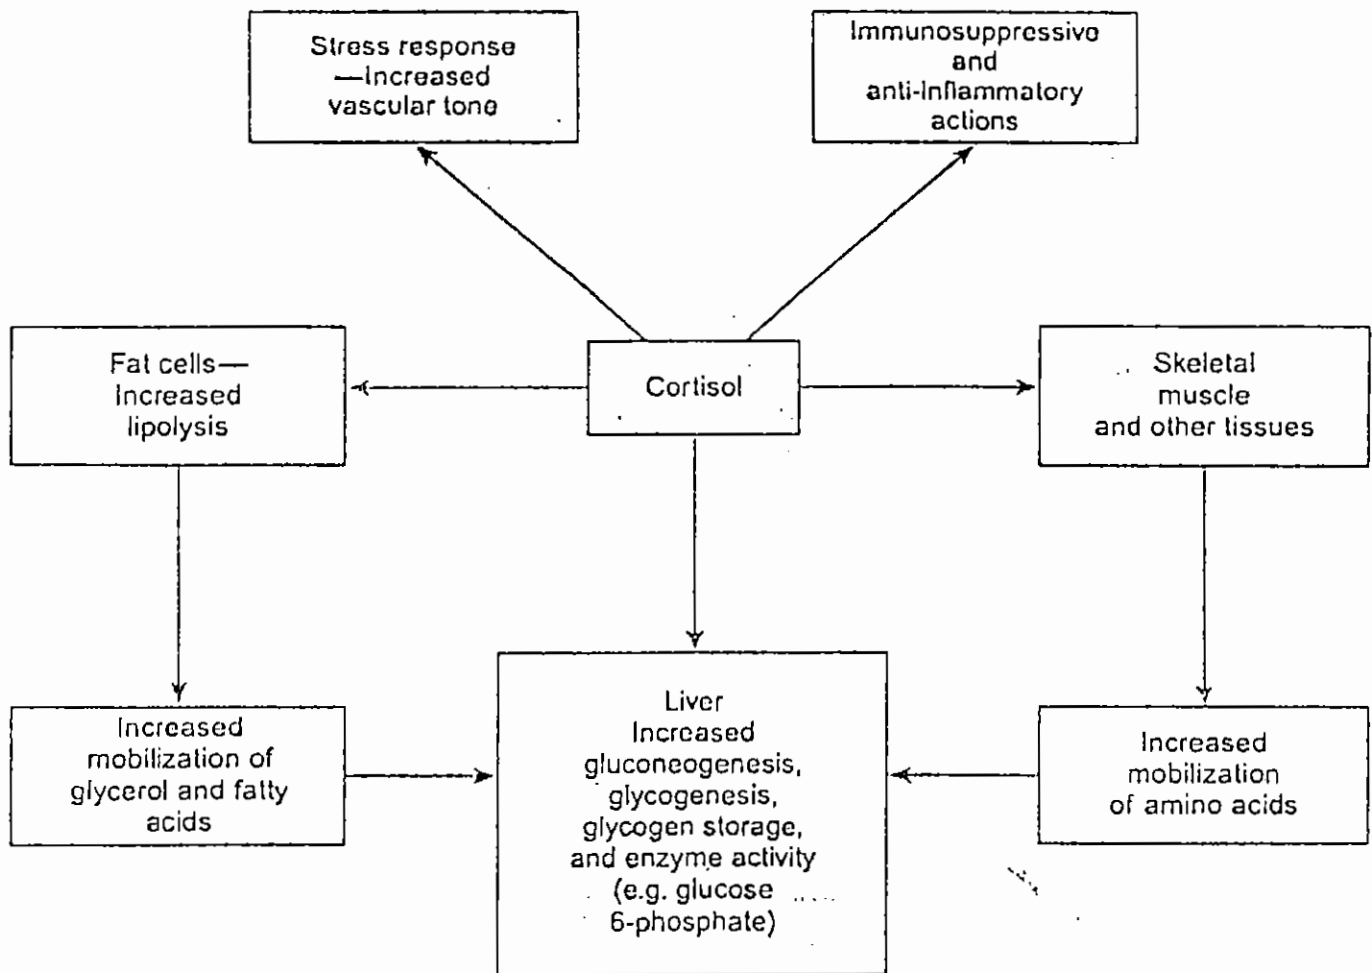 Stress response
—Increased
vascular tone
Immunosuppressive
and
anti-inflammatory
actions
Fat cells—
Increased
lipolysis
Cortisol
Skeletal
muscle
and other tissues
Increased
mobilization of
glycerol and fatty
acids
Liver
Increased
gluconeogenesis,
glycogenesis,
glycogen storage,
and enzyme activity
(e.g. glucose
6-phosphate)
Increased
mobilization
of amino acids